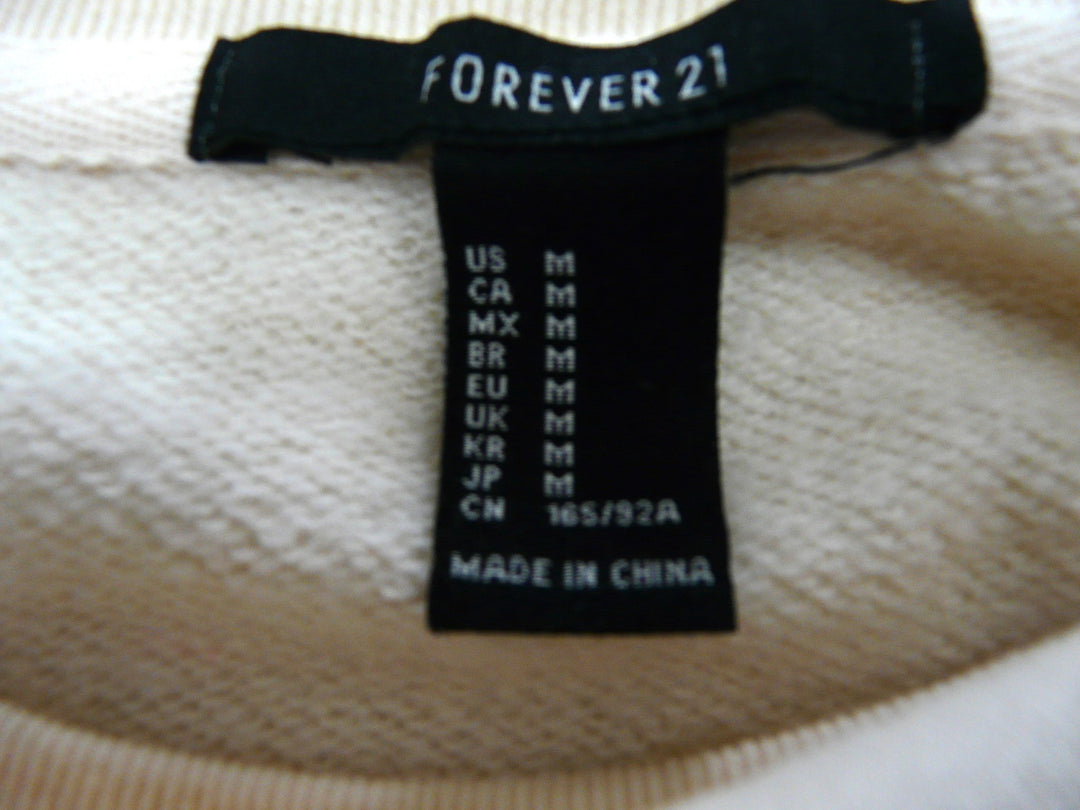 FOREVER 21
US M
CA M
MX M
BR M
EU M
UK M
KR M
JP M
CN 165/92A
MADE IN CHINA